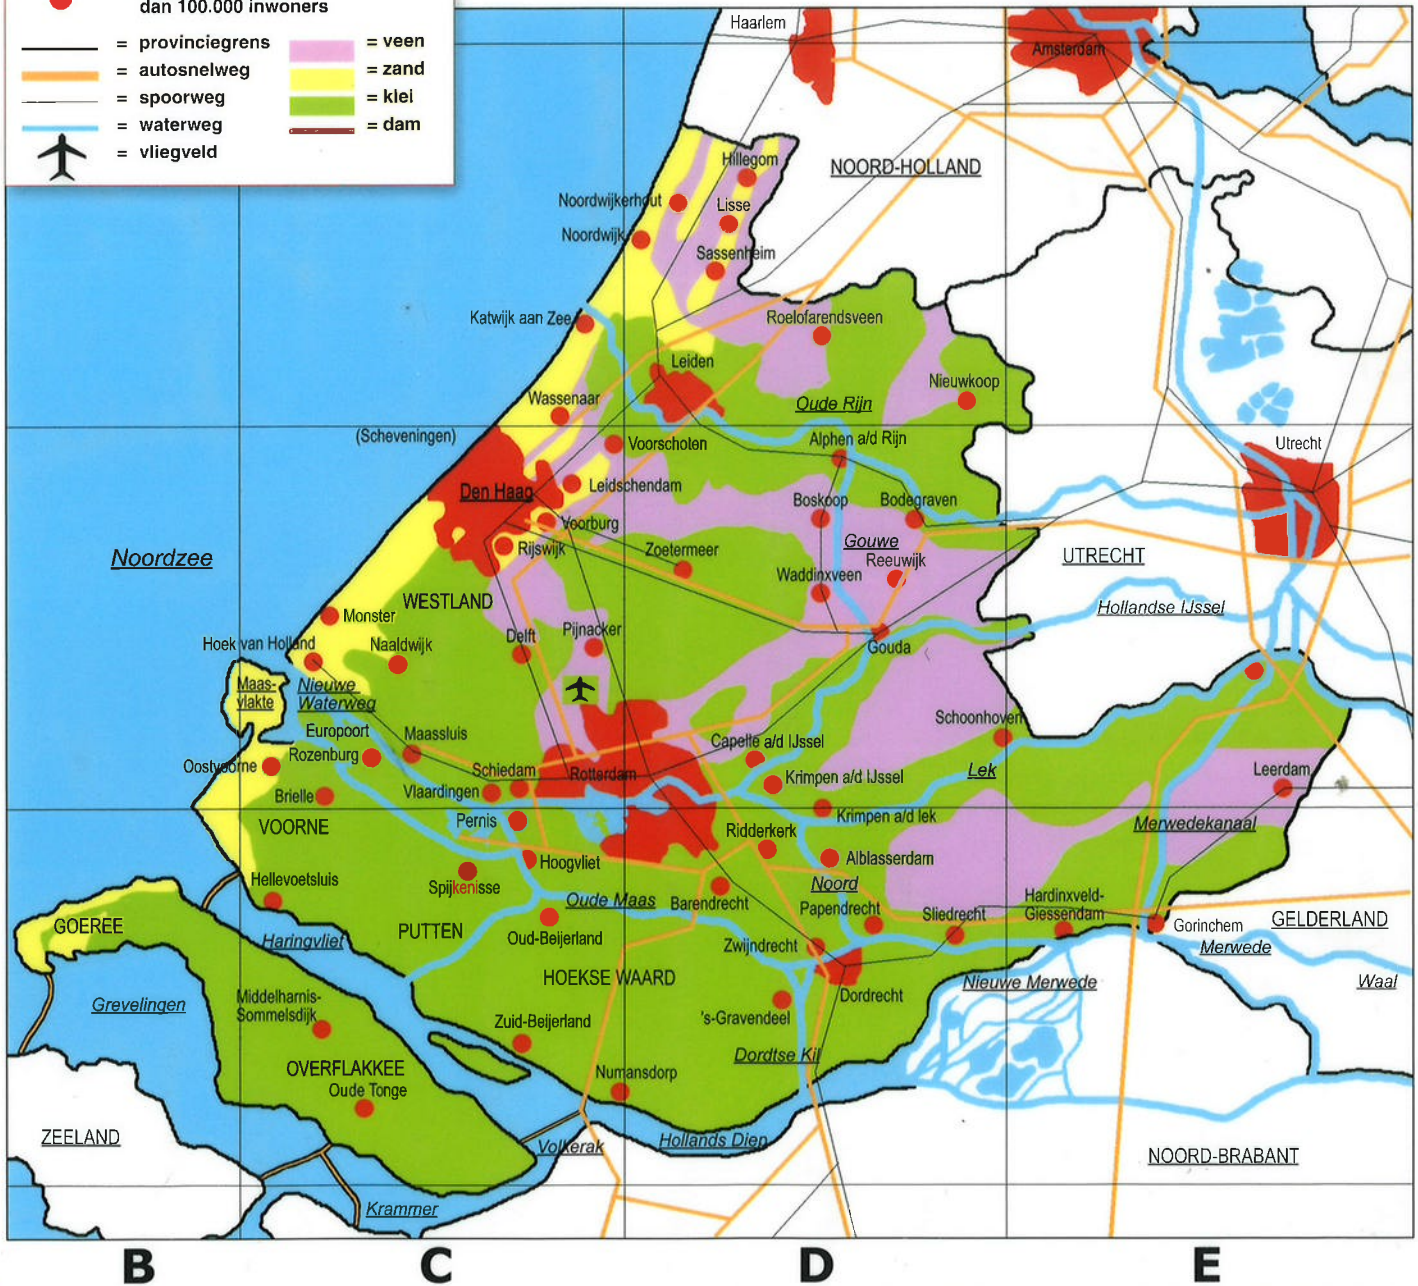 dan 100.000 inwoners
= provinciegrens
= autosnelweg
= spoorweg
= waterweg
= vliegveld
= veen
= zand
= klei
= dam
Haarlem
Amsterdam
NOORD-HOLLAND
Hillegom
Noordwijkerhout
Lisse
Noordwijk
Sassenheim
Katwijk aan Zee
Roelofarendsveen
Leiden
Nieuwkoop
Wassenaar
Oude Rijn
(Scheveningen)
Voorschoten
Alphen a/d Rijn
Utrecht
Den Haag
Leidschendam
Boskoop
Bodegraven
Voorburg
Gouwe
Rijswijk
Zoetermeer
Reeuwijk
UTRECHT
Noordzee
Waddinxveen
WESTLAND
Hollandse IJssel
Monster
Hoek van Holland
Naaldwijk
Delft
Pijnacker
Gouda
Maas-
vlakte
Nieuwe
Waterweg
Schoonhoven
Europoort
Maassluis
Capelle a/d IJssel
Oostvoorne
Rozenburg
Schiedam
Rotterdam
Krimpen a/d IJssel
Lek
Leerdam
Brielle
Vlaardingen
Krimpen a/d lek
VOORNE
Pernis
Ridderkerk
Merwedekanaal
Hoogvliet
Alblasserdam
Hellevoetsluis
Spijkenisse
Oude Maas
Barendrecht
Noord
Papendrecht
Sliedrecht
Hardinxveld-
Giessendam
Gorinchem
GELDERLAND
GOEREE
Haringvliet
PUTTEN
Oud-Beijerland
Zwijndrecht
Merwede
HOEKSE WAARD
Nieuwe Merwede
Waal
Grevelingen
Middelharnis-
Sommelsdijk
Dordrecht
Zuid-Beijerland
's-Gravendeel
OVERFLAKKEE
Dordtse Kil
Oude Tonge
Numansdorp
ZEELAND
Volkerak
Hollands Diep
NOORD-BRABANT
Krammer
B
C
D
E